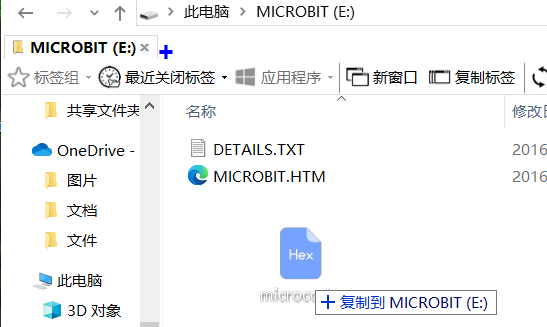 此电脑 MICROBIT (E:)
MICROBIT (E:)
标签组 最近关闭标签 应用程序 新窗口 复制标签
共享文件夹
名称 修改日
OneDrive -
DETAILS.TXT 2016
图片
MICROBIT.HTM 2016
文档
文件
Hex
此电脑
复制到 MICROBIT (E:)
3D 对象